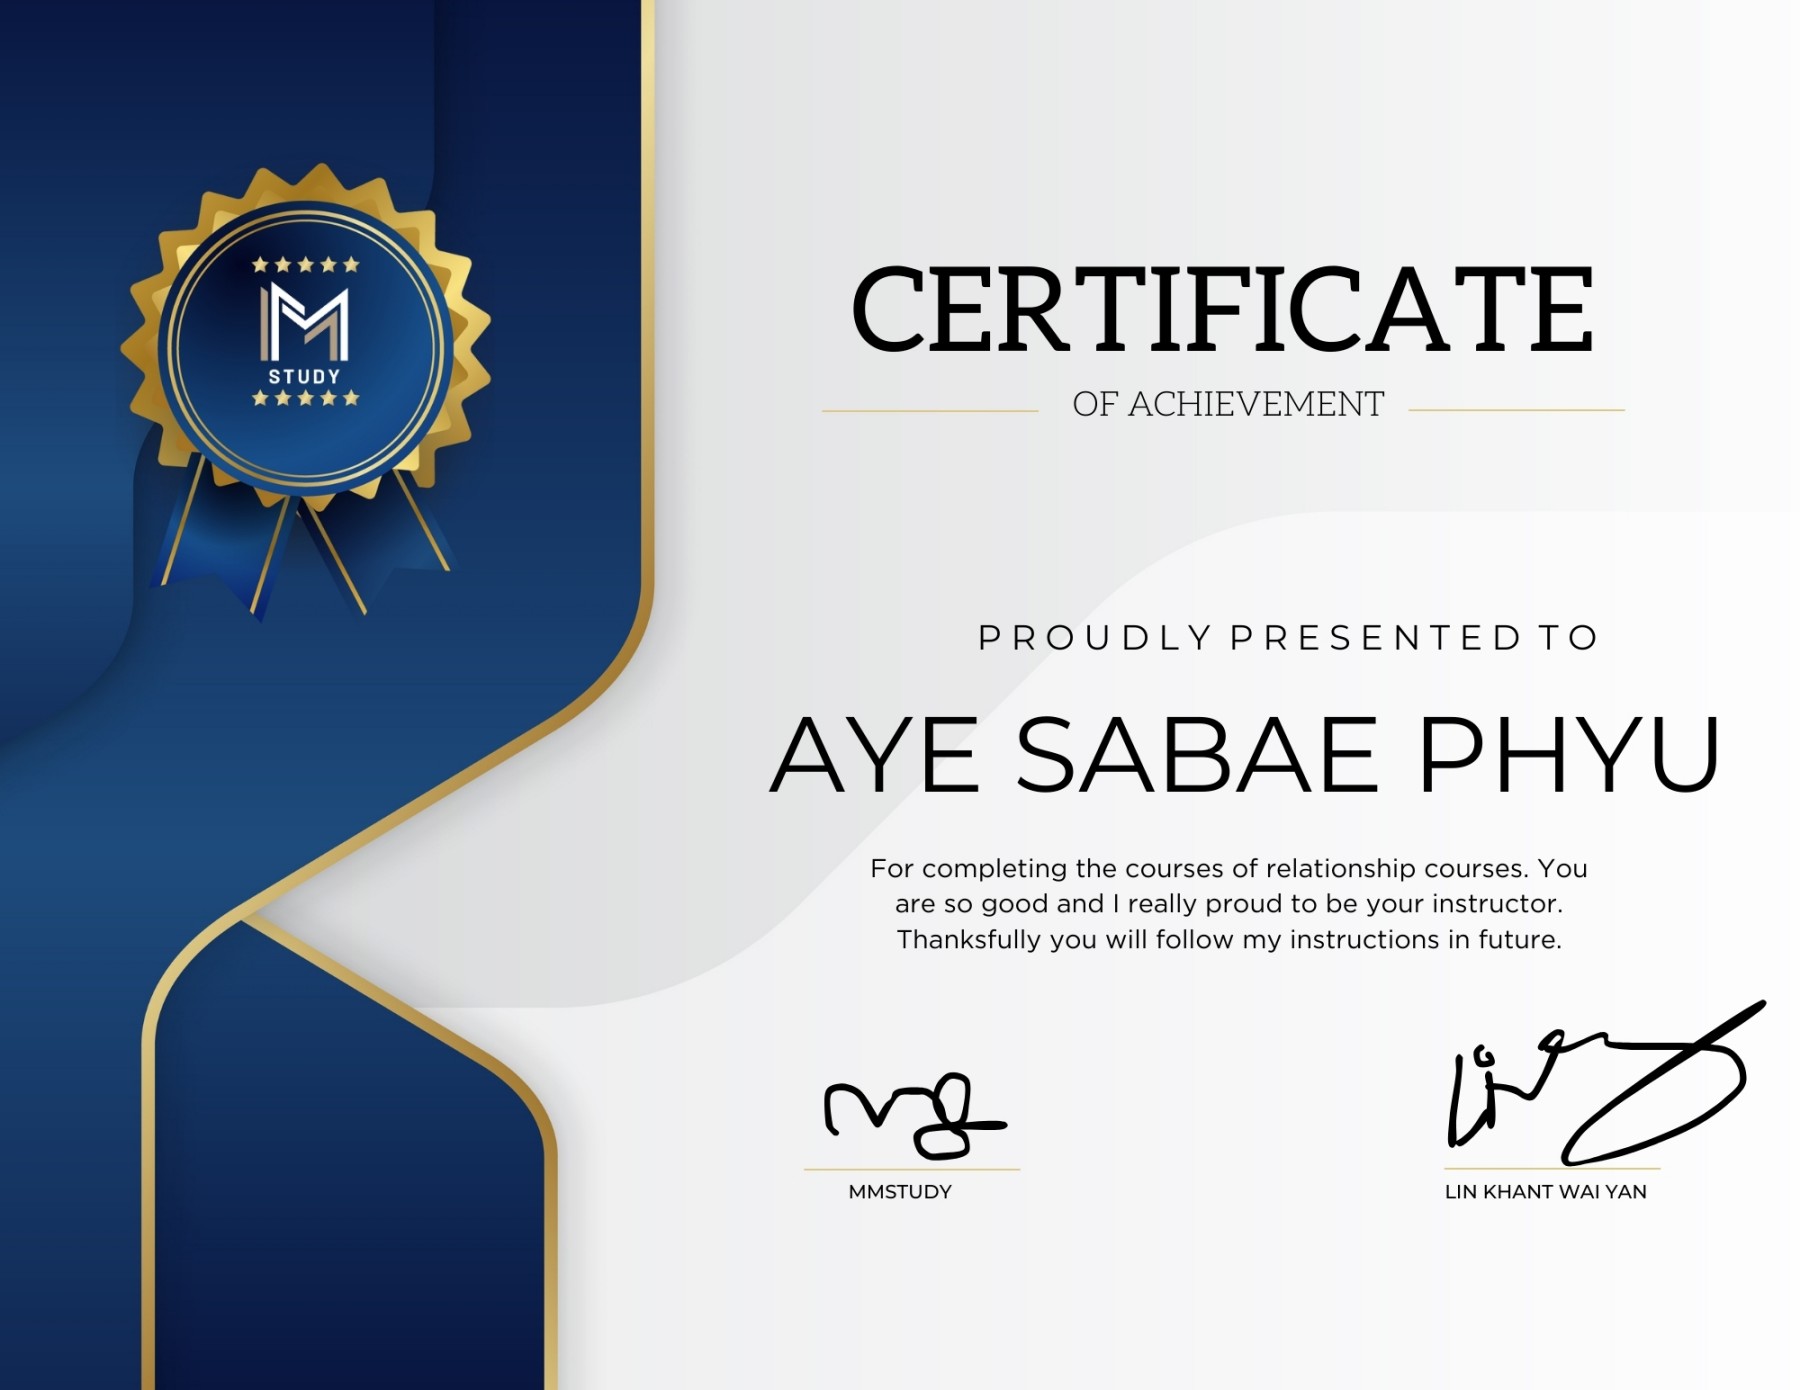 M
STUDY
CERTIFICATE
OF ACHIEVEMENT
PROUDLY PRESENTED TO
AYE SABAE PHYU
For completing the courses of relationship courses. You
are so good and I really proud to be your instructor.
Thanksfully you will follow my instructions in future.
MMSTUDY
LIN KHANT WAI YAN